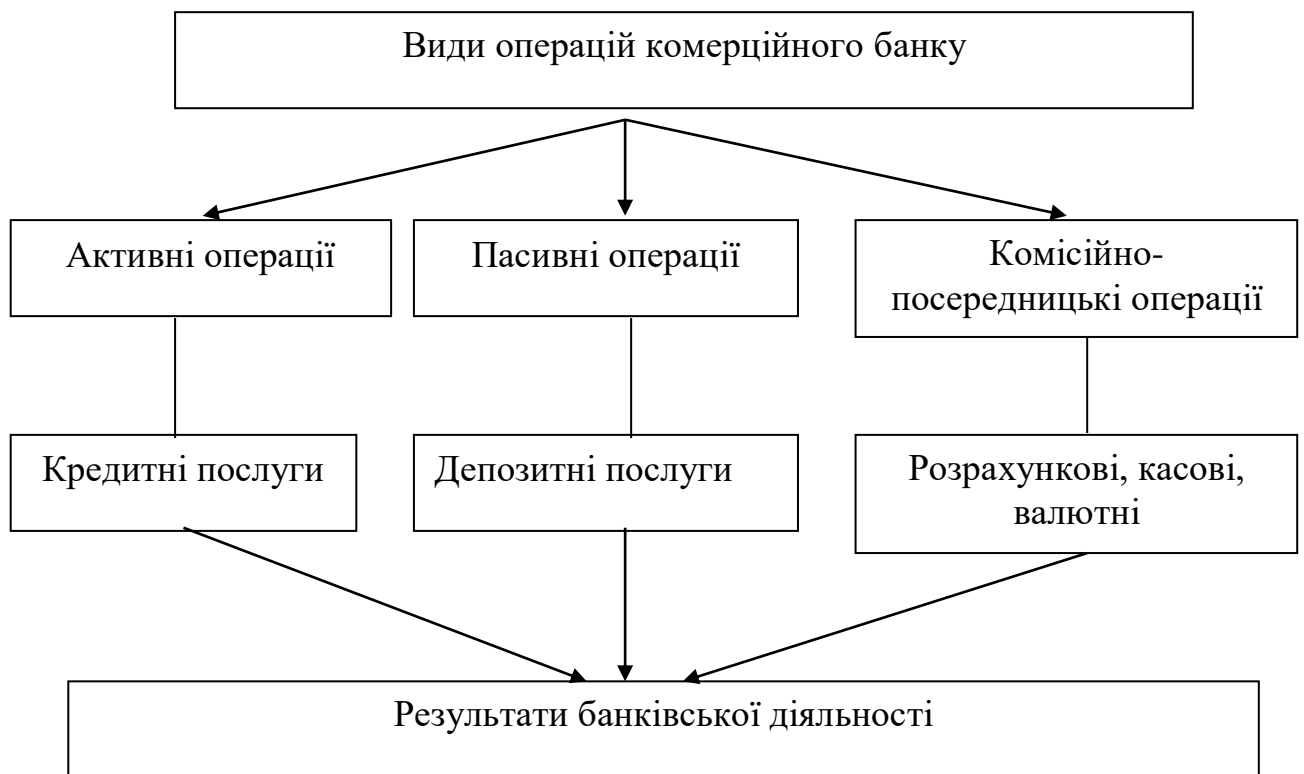 Види операцій комерційного банку
Активні операції
Пасивні операції
Комісійно-
посередницькі операції
Кредитні послуги
Депозитні послуги
Розрахункові, касові,
валютні
Результати банківської діяльності